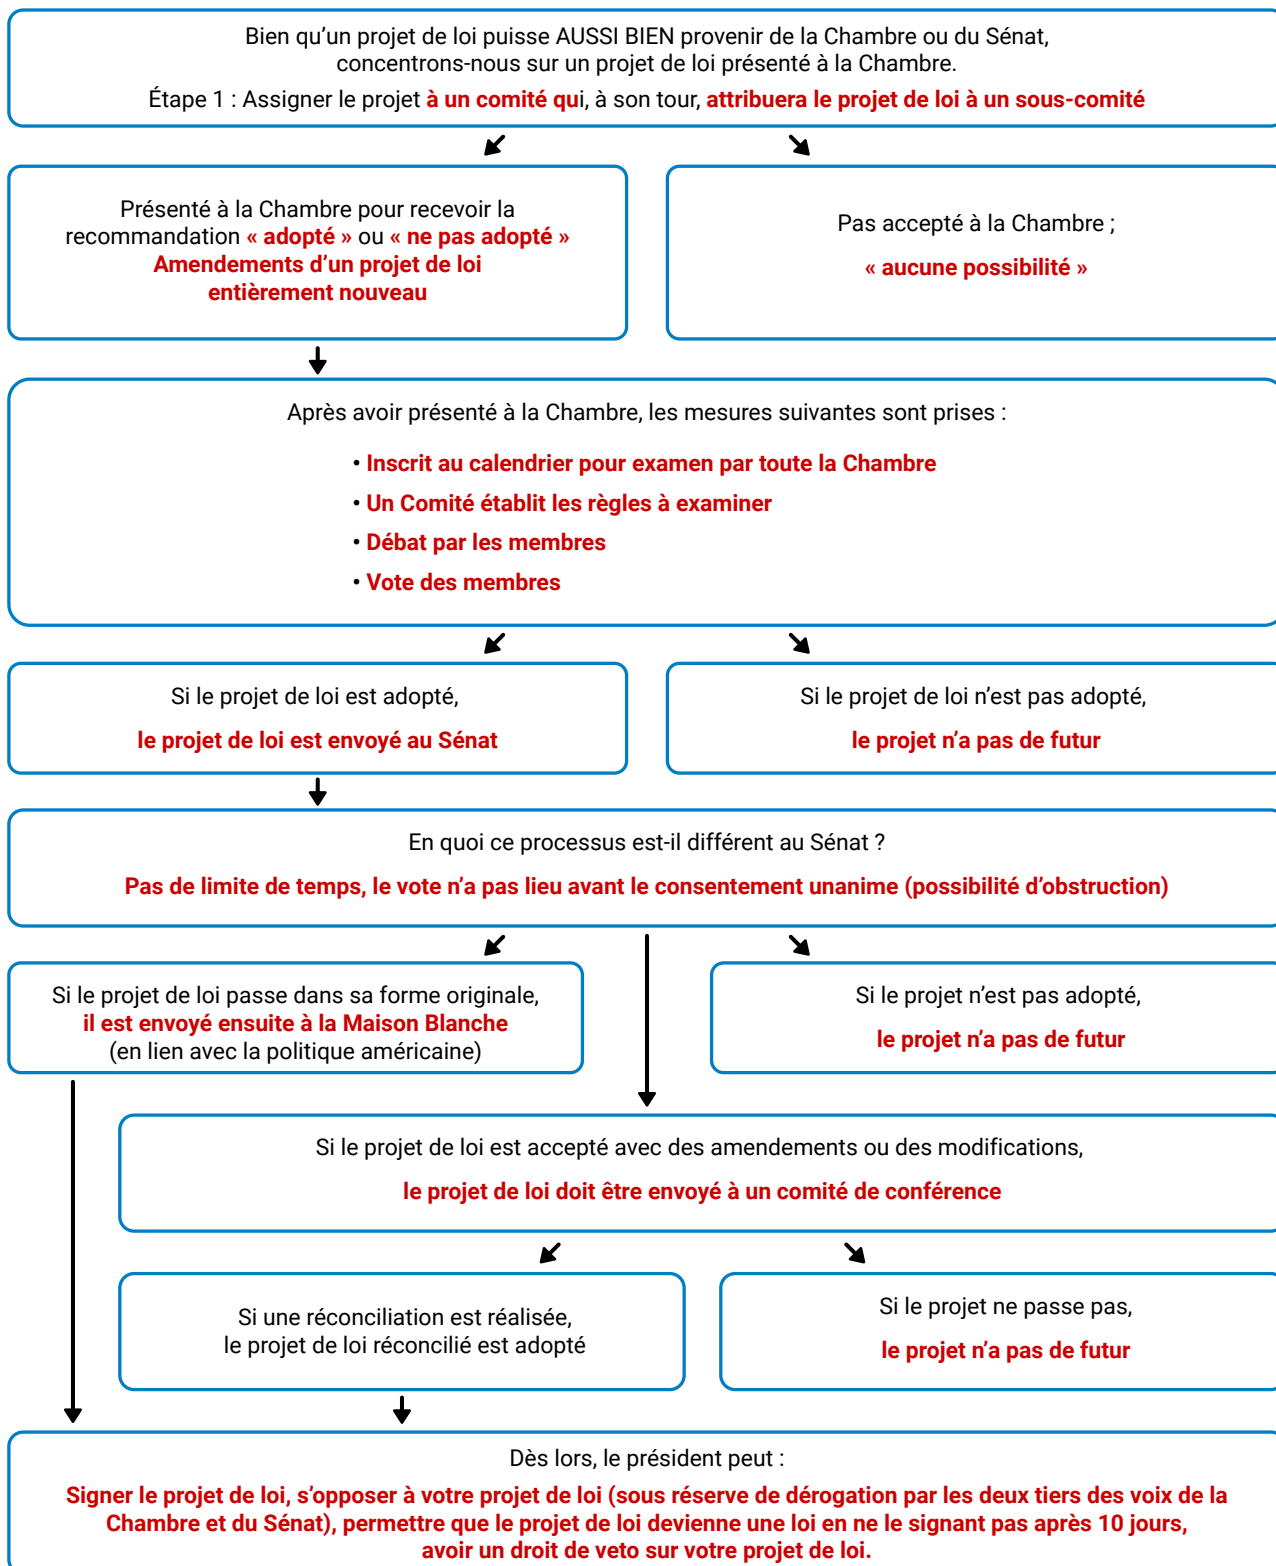 Bien qu'un projet de loi puisse AUSSI BIEN provenir de la Chambre ou du Sénat,
concentrons-nous sur un projet de loi présenté à la Chambre.
Étape 1 : Assigner le projet à un comité qui, à son tour, attribuera le projet de loi à un sous-comité
Présenté à la Chambre pour recevoir la
recommandation « adopté » ou « ne pas adopté »
Amendements d'un projet de loi
entièrement nouveau
Pas accepté à la Chambre ;
« aucune possibilité »
Après avoir présenté à la Chambre, les mesures suivantes sont prises :
• Inscrit au calendrier pour examen par toute la Chambre
• Un Comité établit les règles à examiner
• Débat par les membres
• Vote des membres
Si le projet de loi est adopté,
le projet de loi est envoyé au Sénat
Si le projet de loi n'est pas adopté,
le projet n'a pas de futur
En quoi ce processus est-il différent au Sénat ?
Pas de limite de temps, le vote n'a pas lieu avant le consentement unanime (possibilité d'obstruction)
Si le projet de loi passe dans sa forme originale,
il est envoyé ensuite à la Maison Blanche
(en lien avec la politique américaine)
Si le projet n'est pas adopté,
le projet n'a pas de futur
Si le projet de loi est accepté avec des amendements ou des modifications,
le projet de loi doit être envoyé à un comité de conférence
Si une réconciliation est réalisée,
le projet de loi réconcilié est adopté
Si le projet ne passe pas,
le projet n'a pas de futur
Dès lors, le président peut :
Signer le projet de loi, s'opposer à votre projet de loi (sous réserve de dérogation par les deux tiers des voix de la
Chambre et du Sénat), permettre que le projet de loi devienne une loi en ne le signant pas après 10 jours,
avoir un droit de veto sur votre projet de loi.